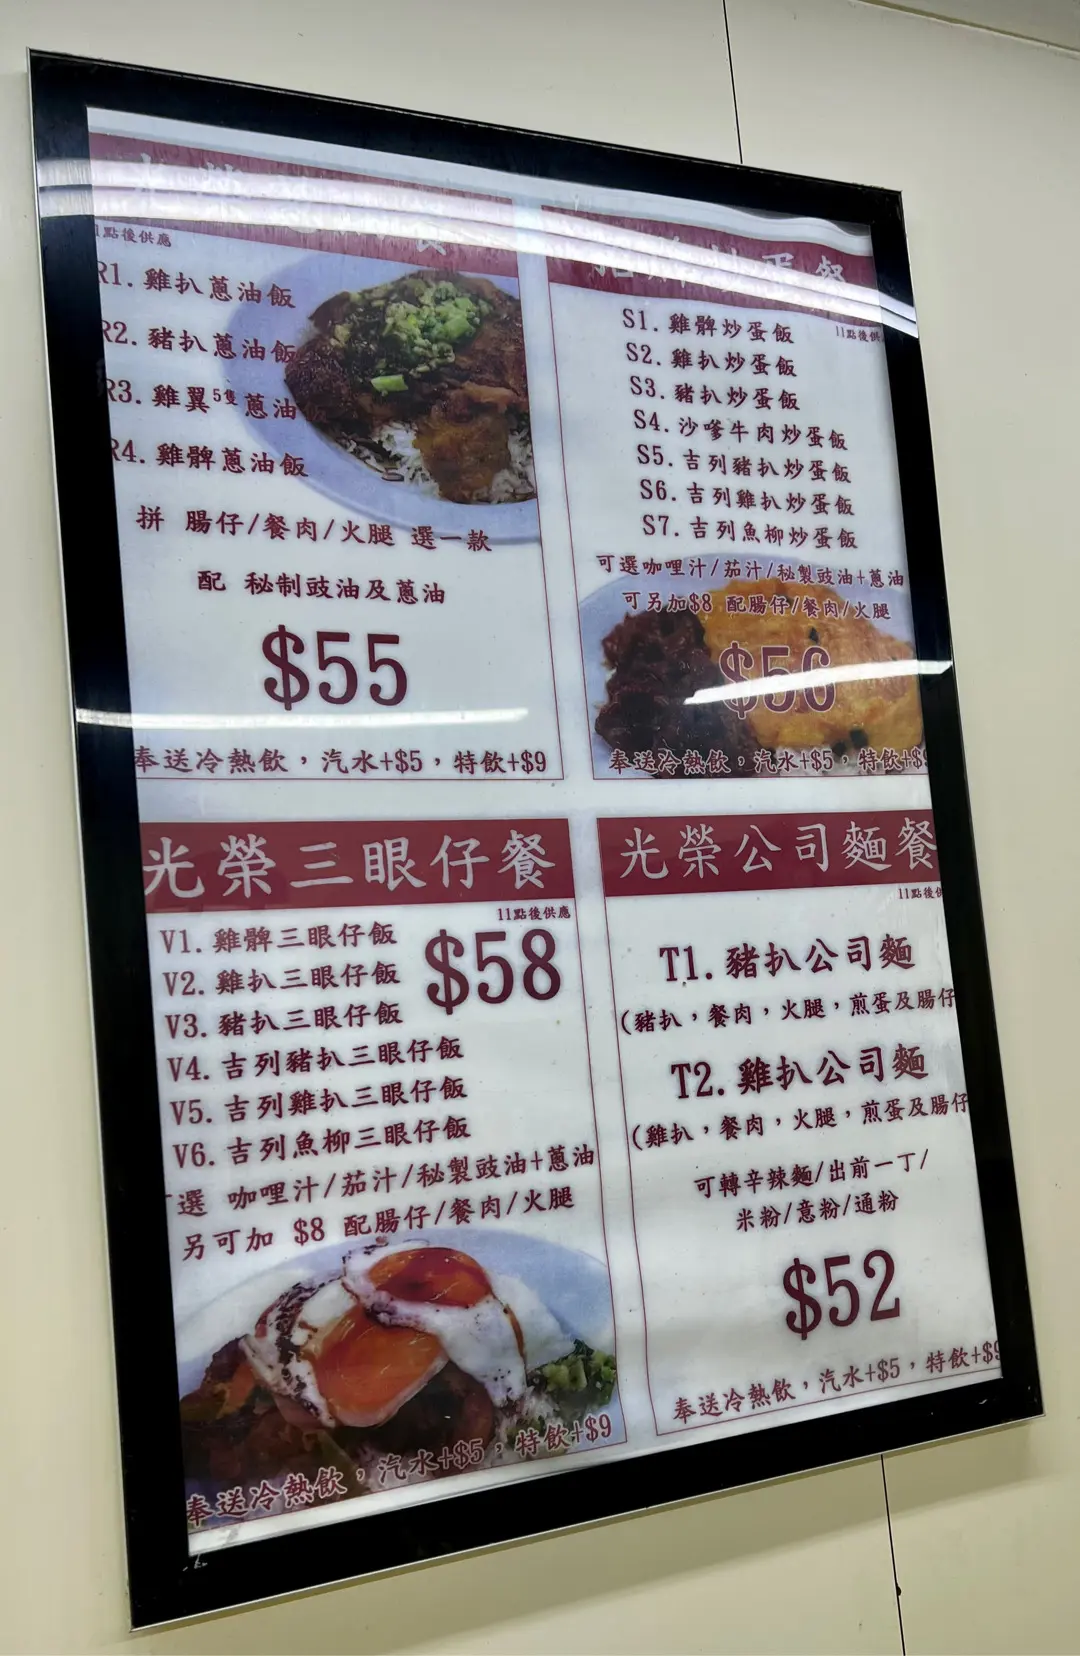 光榮
餐
1點後供應
R1. 雞扒蔥油飯
R2. 豬扒蔥油飯
R3. 雞翼5隻蔥油
R4. 雞髀蔥油飯
拼 腸仔/餐肉/火腿 選一款
配 秘制豉油及蔥油
$55
奉送冷熱飲，汽水+$5，特飲+$9
炒蛋餐
11點後供
S1. 雞髀炒蛋飯
S2. 雞扒炒蛋飯
S3. 豬扒炒蛋飯
S4. 沙嗲牛肉炒蛋飯
S5. 吉列豬扒炒蛋飯
S6. 吉列雞扒炒蛋飯
S7. 吉列魚柳炒蛋飯
可選咖哩汁/茄汁/秘製豉油+蔥油
可另加$8 配腸仔/餐肉/火腿
$56
奉送冷熱飲，汽水+$5，特飲+$9
光榮三眼仔餐
11點後供應
$58
V1. 雞髀三眼仔飯
V2. 雞扒三眼仔飯
V3. 豬扒三眼仔飯
V4. 吉列豬扒三眼仔飯
V5. 吉列雞扒三眼仔飯
V6. 吉列魚柳三眼仔飯
選 咖哩汁/茄汁/秘製豉油+蔥油
另可加 $8 配腸仔/餐肉/火腿
奉送冷熱飲，汽水+$5，特飲+$9
光榮公司麵餐
11點後供
T1. 豬扒公司麵
(豬扒，餐肉，火腿，煎蛋及腸仔
T2. 雞扒公司麵
(雞扒，餐肉，火腿，煎蛋及腸仔
可轉辛辣麵/出前一丁/
米粉/意粉/通粉
$52
奉送冷熱飲，汽水+$5，特飲+$9